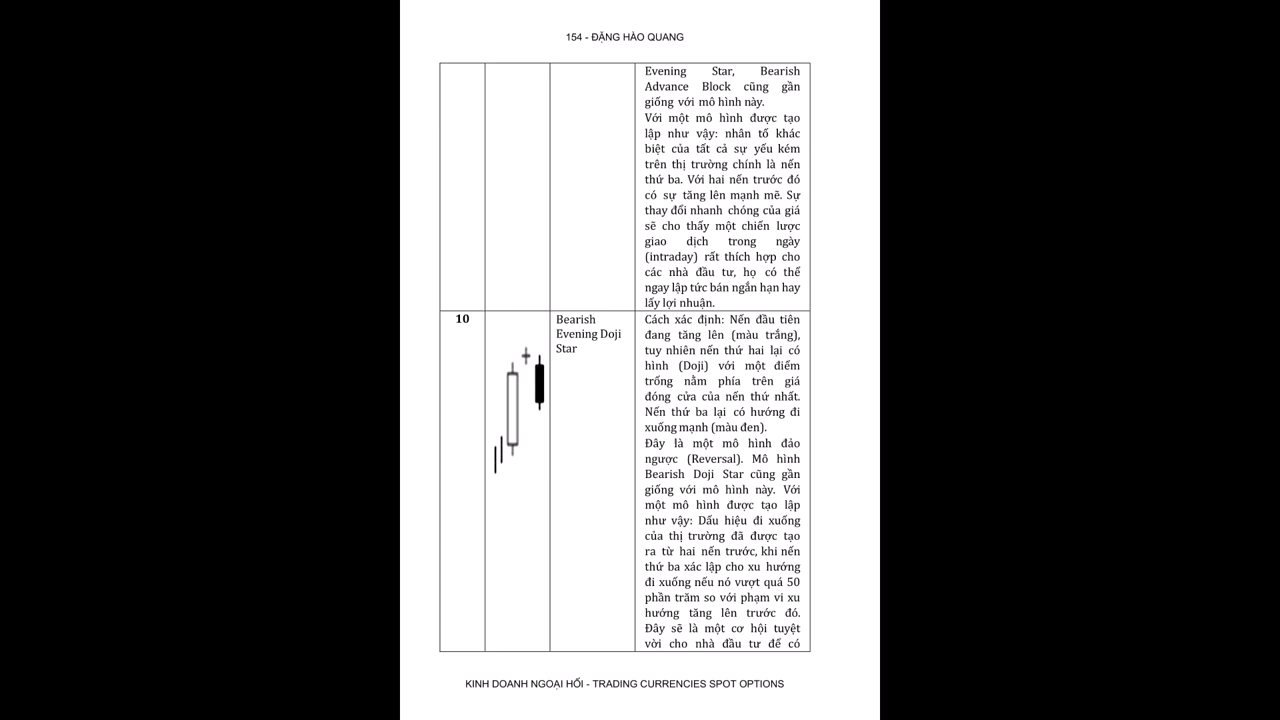 154 - ĐẶNG HÀO QUANG
Evening Star, Bearish
Advance Block cũng gần
giống với mô hình này.
Với một mô hình được tạo
lập như vậy: nhân tố khác
biệt của tất cả sự yếu kém
trên thị trường chính là nến
thứ ba. Với hai nến trước đó
có sự tăng lên mạnh mẽ. Sự
thay đổi nhanh chóng của giá
sẽ cho thấy một chiến lược
giao dịch trong ngày
(intraday) rất thích hợp cho
các nhà đầu tư, họ có thể
ngay lập tức bán ngắn hạn hay
lấy lợi nhuận.
10
Bearish
Evening Doji
Star
Cách xác định: Nến đầu tiên
đang tăng lên (màu trắng),
tuy nhiên nến thứ hai lại có
hình (Doji) với một điểm
trống nằm phía trên giá
đóng cửa của nến thứ nhất.
Nến thứ ba lại có hướng đi
xuống mạnh (màu đen).
Đây là một mô hình đảo
ngược (Reversal). Mô hình
Bearish Doji Star cũng gần
giống với mô hình này. Với
một mô hình được tạo lập
như vậy: Dấu hiệu đi xuống
của thị trường đã được tạo
ra từ hai nến trước, khi nến
thứ ba xác lập cho xu hướng
đi xuống nếu nó vượt quá 50
phần trăm so với phạm vi xu
hướng tăng lên trước đó.
Đây sẽ là một cơ hội tuyệt
vời cho nhà đầu tư để có
KINH DOANH NGOẠI HỐI - TRADING CURRENCIES SPOT OPTIONS